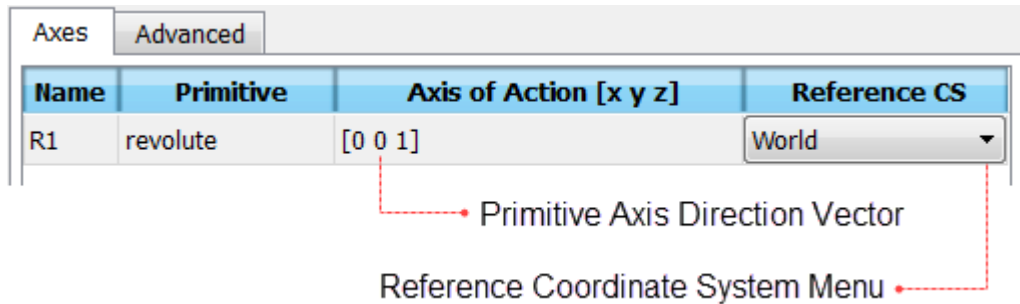 Axes Advanced
Name Primitive Axis of Action [x y z] Reference CS
R1 revolute [0 0 1] World
Primitive Axis Direction Vector
Reference Coordinate System Menu